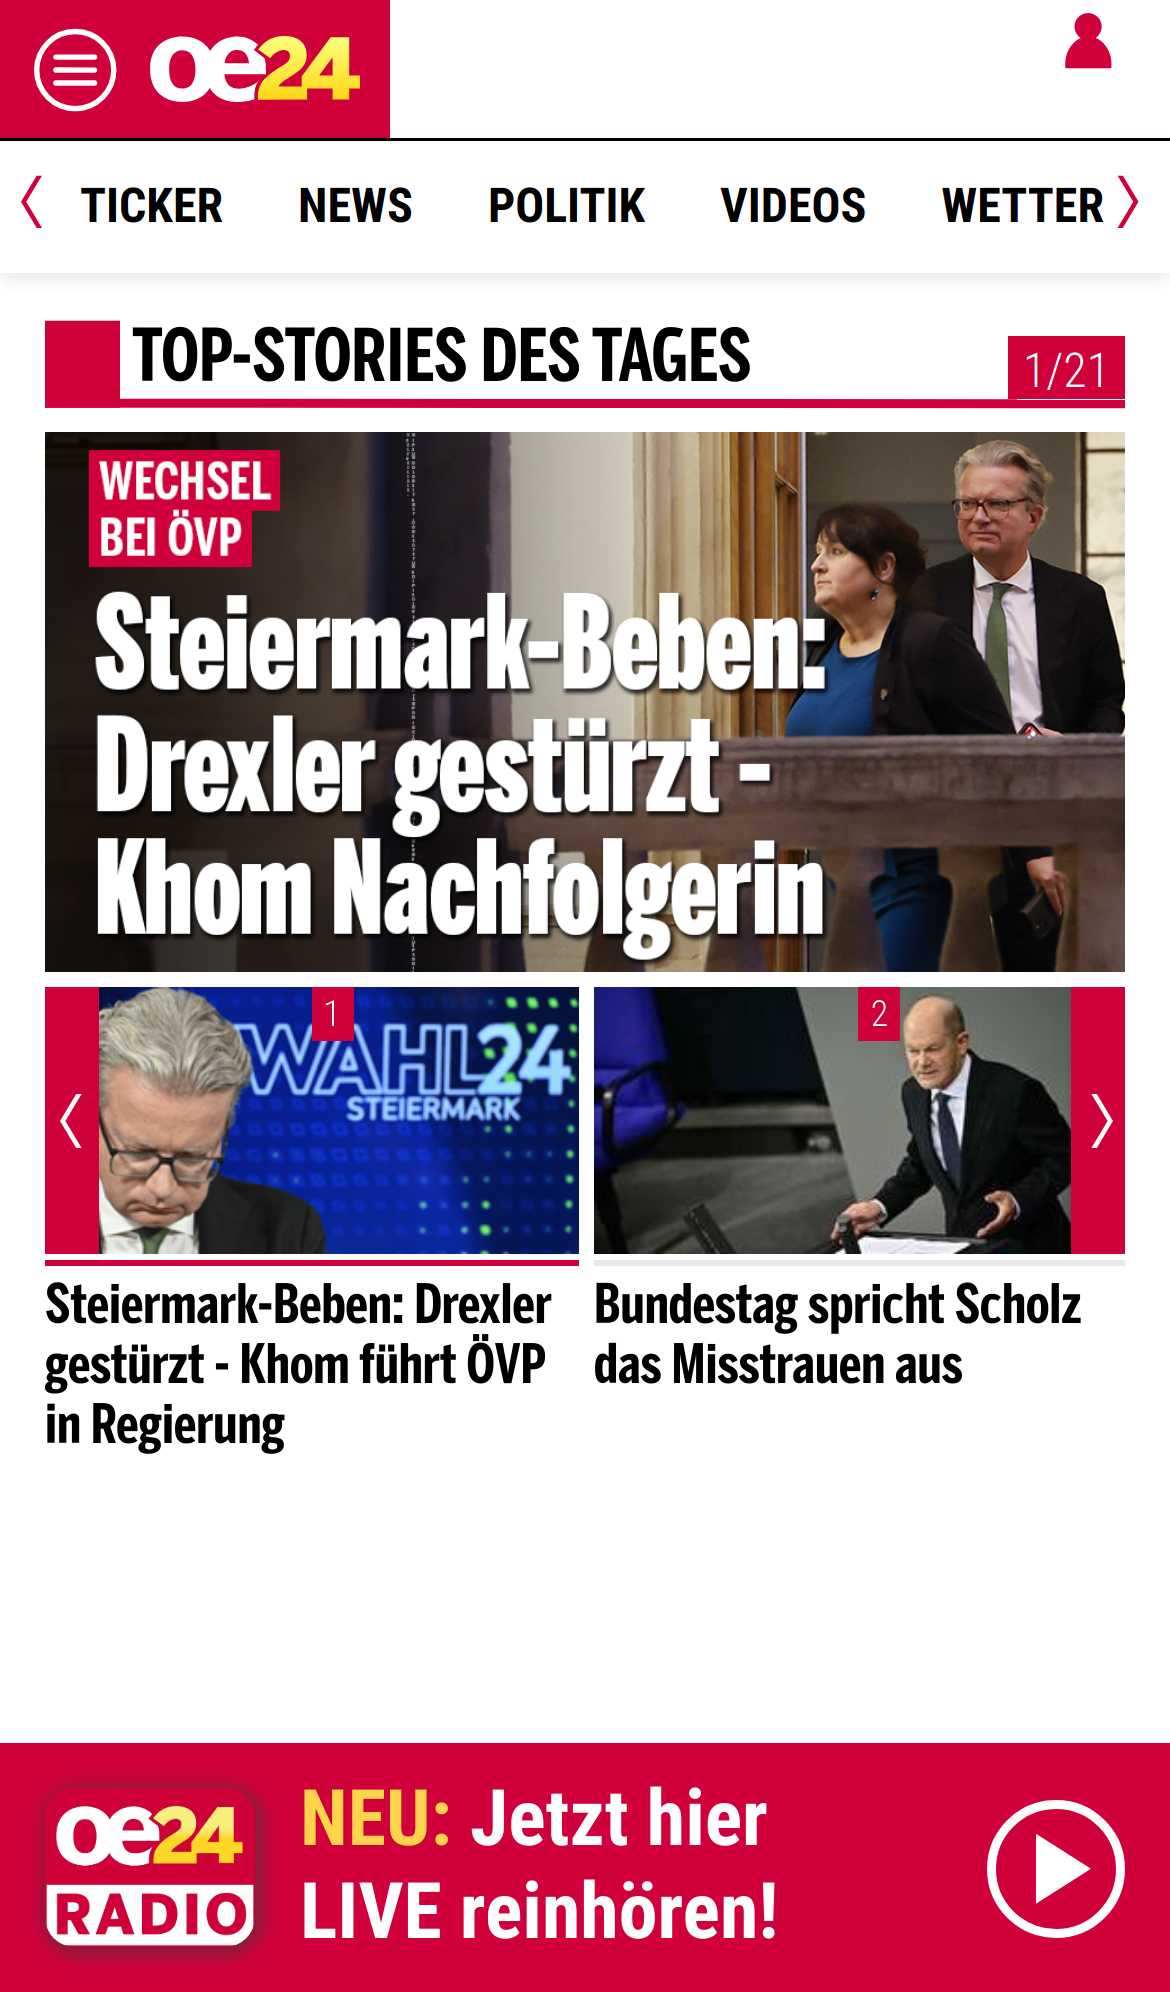 oe24
TICKER NEWS POLITIK VIDEOS WETTER
TOP-STORIES DES TAGES
1/21
WECHSEL
BEI ÖVP
Steiermark-Beben:
Drexler gestürzt -
Khom Nachfolgerin
1
WAHL24
STEIERMARK
2
Steiermark-Beben: Drexler
gestürzt - Khom führt ÖVP
in Regierung
Bundestag spricht Scholz
das Misstrauen aus
oe24
RADIO
NEU: Jetzt hier
LIVE reinhören!